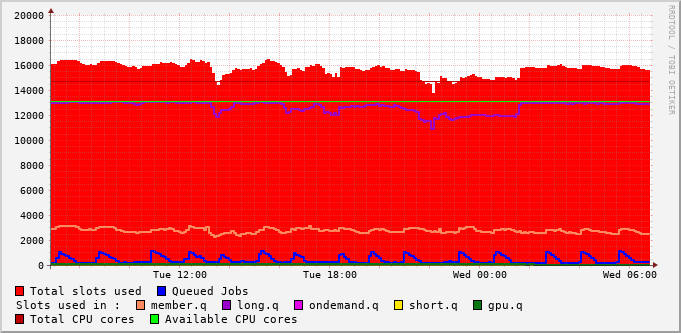 20000
18000
16000
14000
12000
10000
8000
6000
4000
2000
0
Tue 12:00 Tue 18:00 Wed 00:00 Wed 06:00
Total slots used Queued Jobs
Slots used in : member.q long.q ondemand.q short.q gpu.q
Total CPU cores Available CPU cores
RRDTOOL / TOBI OETIKER